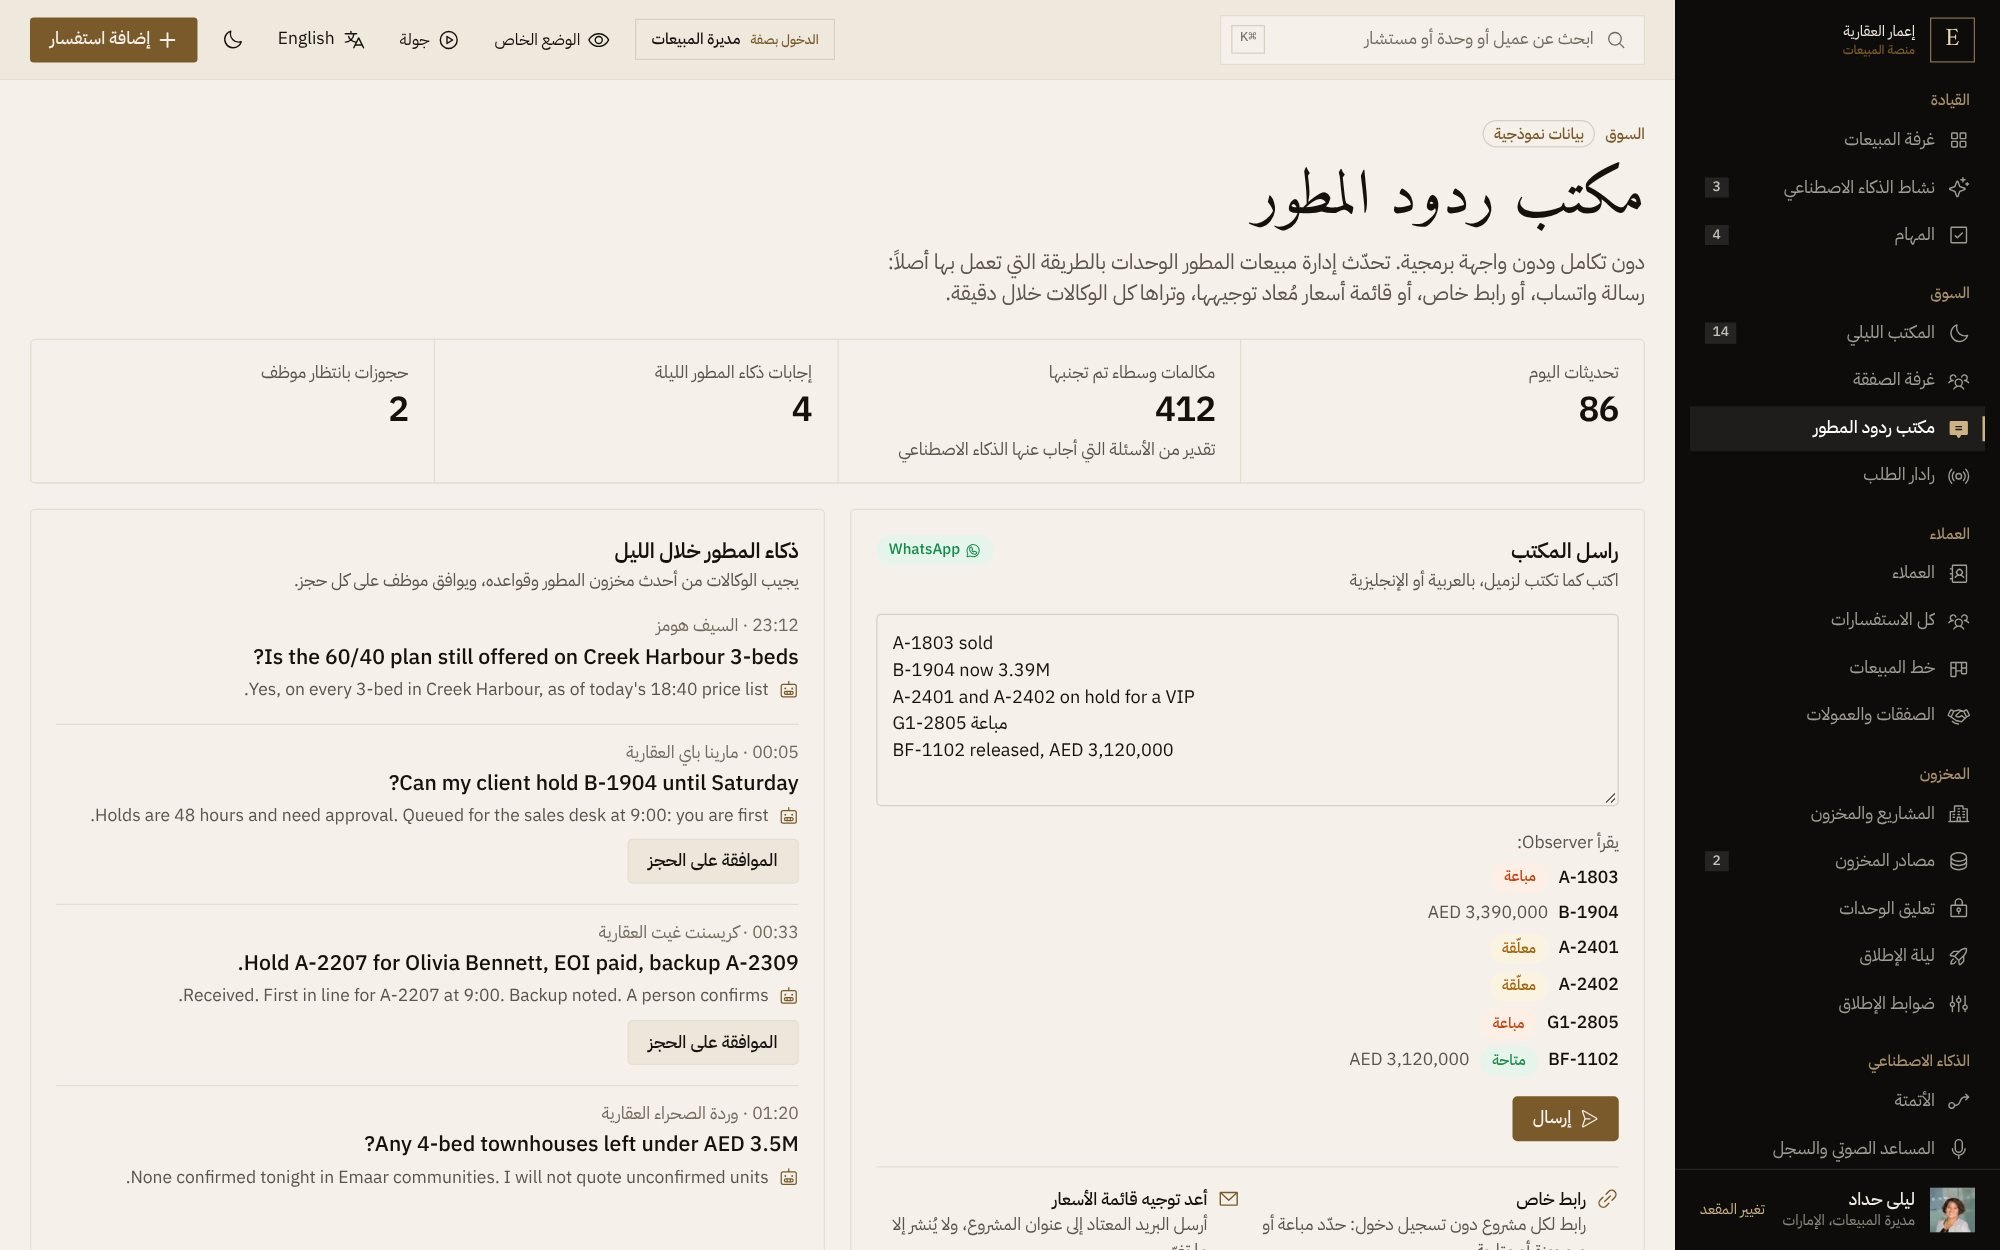 إعمار العقارية
منصة المبيعات
E
القيادة
غرفة المبيعات
نشاط الذكاء الاصطناعي 3
المهام 4
السوق
المكتب الليلي 14
غرفة الصفقة
مكتب ردود المطور
رادار الطلب
العملاء
العملاء
كل الاستفسارات
خط المبيعات
الصفقات والعمولات
المخزون
المشاريع والمخزون
مصادر المخزون 2
تعليق الوحدات
ليلة الإطلاق
ضوابط الإطلاق
الذكاء الاصطناعي
الأتمتة
المساعد الصوتي والسجل
ليلى حداد
مديرة المبيعات، الإمارات
تغيير المقعد
ابحث عن عميل أو وحدة أو مستشار
⌘K
الدخول بصفة مديرة المبيعات
الوضع الخاص
جولة
English
إضافة استفسار
السوق بيانات نموذجية
مكتب ردود المطور
دون تكامل ودون واجهة برمجية. تحدّث إدارة مبيعات المطور الوحدات بالطريقة التي تعمل بها أصلاً:
رسالة واتساب، أو رابط خاص، أو قائمة أسعار مُعاد توجيهها، وتراها كل الوكالات خلال دقيقة.
تحديثات اليوم
86
مكالمات وسطاء تم تجنبها
412
تقدير من الأسئلة التي أجاب عنها الذكاء الاصطناعي
إجابات ذكاء المطور الليلة
4
حجوزات بانتظار موظف
2
راسل المكتب
WhatsApp
اكتب كما تكتب لزميل، بالعربية أو الإنجليزية
A-1803 sold
B-1904 now 3.39M
A-2401 and A-2402 on hold for a VIP
G1-2805 مباعة
BF-1102 released, AED 3,120,000
يقرأ Observer:
A-1803 مباعة
B-1904 AED 3,390,000
A-2401 معلّقة
A-2402 معلّقة
G1-2805 مباعة
BF-1102 متاحة AED 3,120,000
إرسال
رابط خاص
رابط لكل مشروع دون تسجيل دخول: حدّد مباعة أو
أعد توجيه قائمة الأسعار
أرسل البريد المعتاد إلى عنوان المشروع، ولا يُنشر إلا
ذكاء المطور خلال الليل
يجيب الوكالات من أحدث مخزون المطور وقواعده، ويوافق موظف على كل حجز.
23:12 · السيف هومز
Is the 60/40 plan still offered on Creek Harbour 3-beds?
Yes, on every 3-bed in Creek Harbour, as of today's 18:40 price list.
00:05 · مارينا باي العقارية
Can my client hold B-1904 until Saturday?
Holds are 48 hours and need approval. Queued for the sales desk at 9:00: you are first.
الموافقة على الحجز
00:33 · كريسنت غيت العقارية
Hold A-2207 for Olivia Bennett, EOI paid, backup A-2309.
Received. First in line for A-2207 at 9:00. Backup noted. A person confirms.
الموافقة على الحجز
01:20 · وردة الصحراء العقارية
Any 4-bed townhouses left under AED 3.5M?
None confirmed tonight in Emaar communities. I will not quote unconfirmed units.